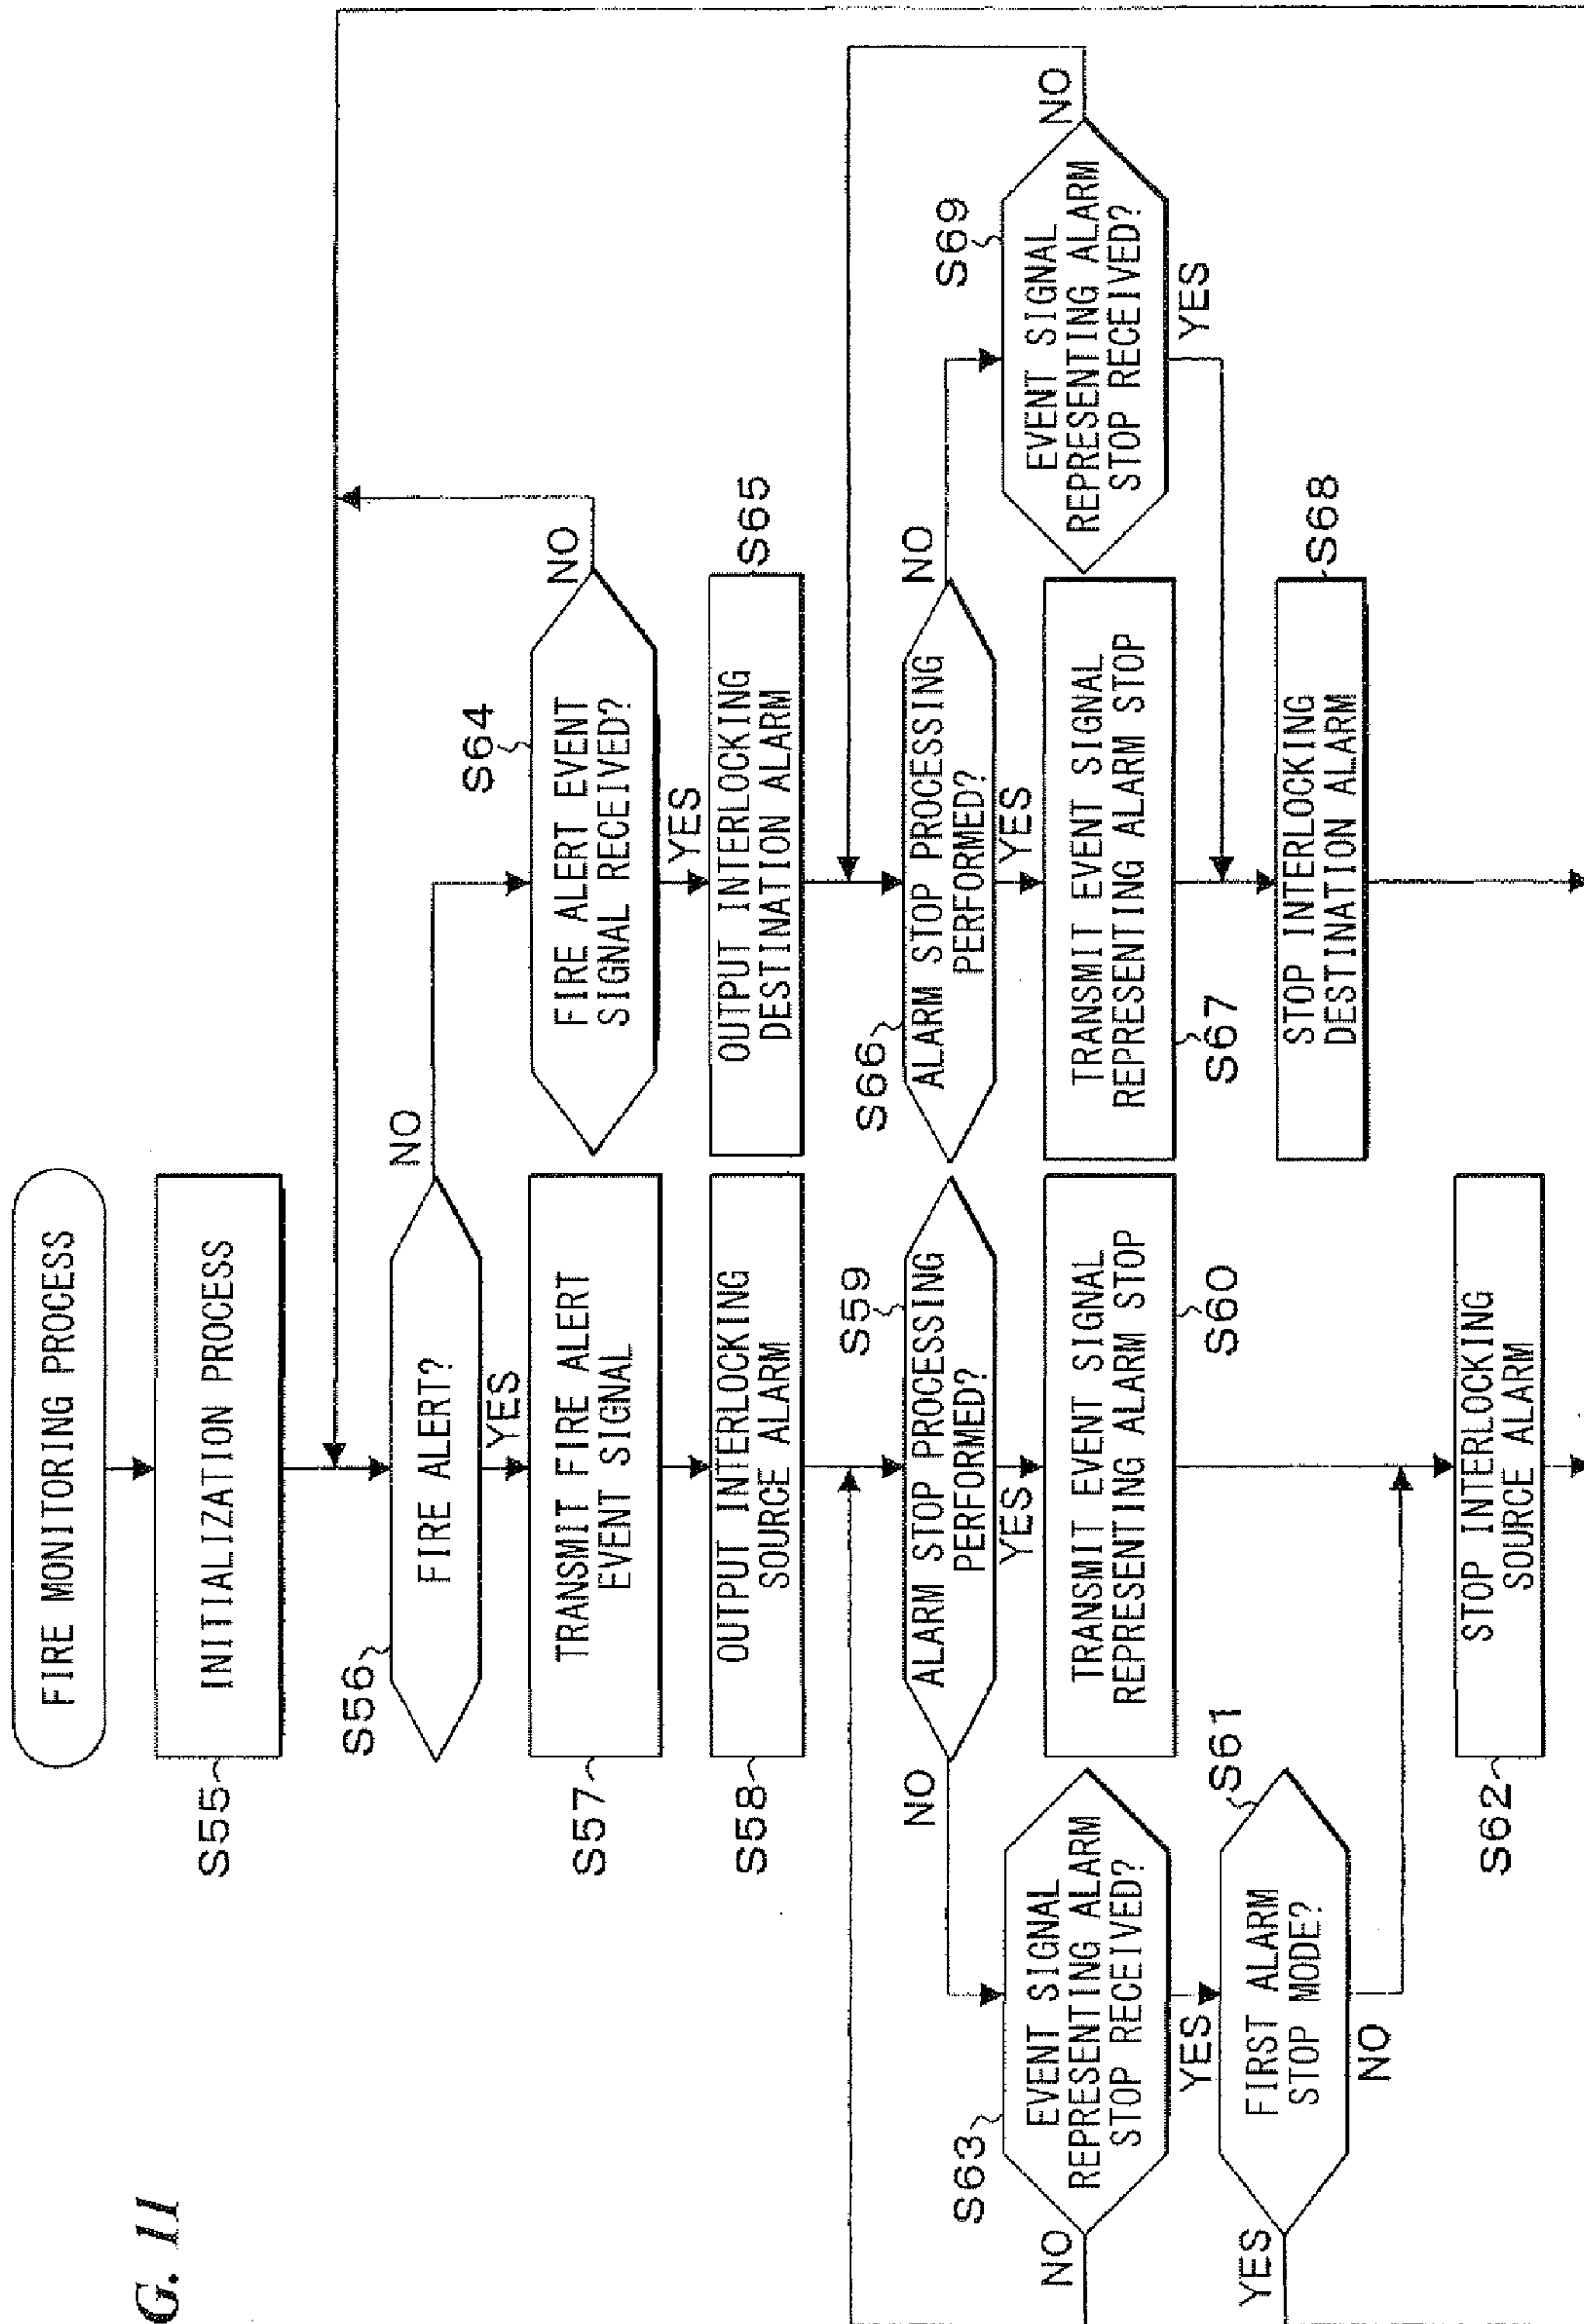 G. 11
FIRE MONITORING PROCESS
S55
INITIALIZATION PROCESS
S56
FIRE ALERT?
NO
YES
S57
TRANSMIT FIRE ALERT
EVENT SIGNAL
S58
OUTPUT INTERLOCKING
SOURCE ALARM
S59
ALARM STOP PROCESSING
PERFORMED?
NO
YES
S60
TRANSMIT EVENT SIGNAL
REPRESENTING ALARM STOP
S63
EVENT SIGNAL
REPRESENTING ALARM
STOP RECEIVED?
NO
YES
S61
FIRST ALARM
STOP MODE?
YES
NO
S62
STOP INTERLOCKING
SOURCE ALARM
S64
FIRE ALERT EVENT
SIGNAL RECEIVED?
NO
YES
S65
OUTPUT INTERLOCKING
DESTINATION ALARM
S66
ALARM STOP PROCESSING
PERFORMED?
NO
YES
S67
TRANSMIT EVENT SIGNAL
REPRESENTING ALARM STOP
S69
EVENT SIGNAL
REPRESENTING ALARM
STOP RECEIVED?
NO
YES
S68
STOP INTERLOCKING
DESTINATION ALARM